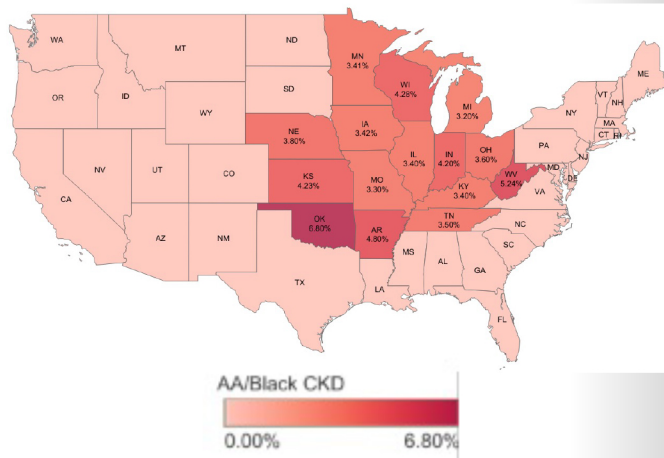 WA
MT
ND
MN
3.41%
ME
OR
ID
SD
WI
4.28%
MI
3.20%
VT
NH
NY
MA
CT
RI
WY
IA
3.42%
NE
3.80%
PA
NJ
NV
UT
CO
IL
3.40%
IN
4.20%
OH
3.60%
MD
DE
WV
5.24%
VA
CA
KS
4.23%
MO
3.30%
KY
3.40%
AZ
NM
OK
6.80%
AR
4.80%
TN
3.50%
NC
SC
MS
AL
GA
TX
LA
FL
AA/Black CKD
0.00%
6.80%